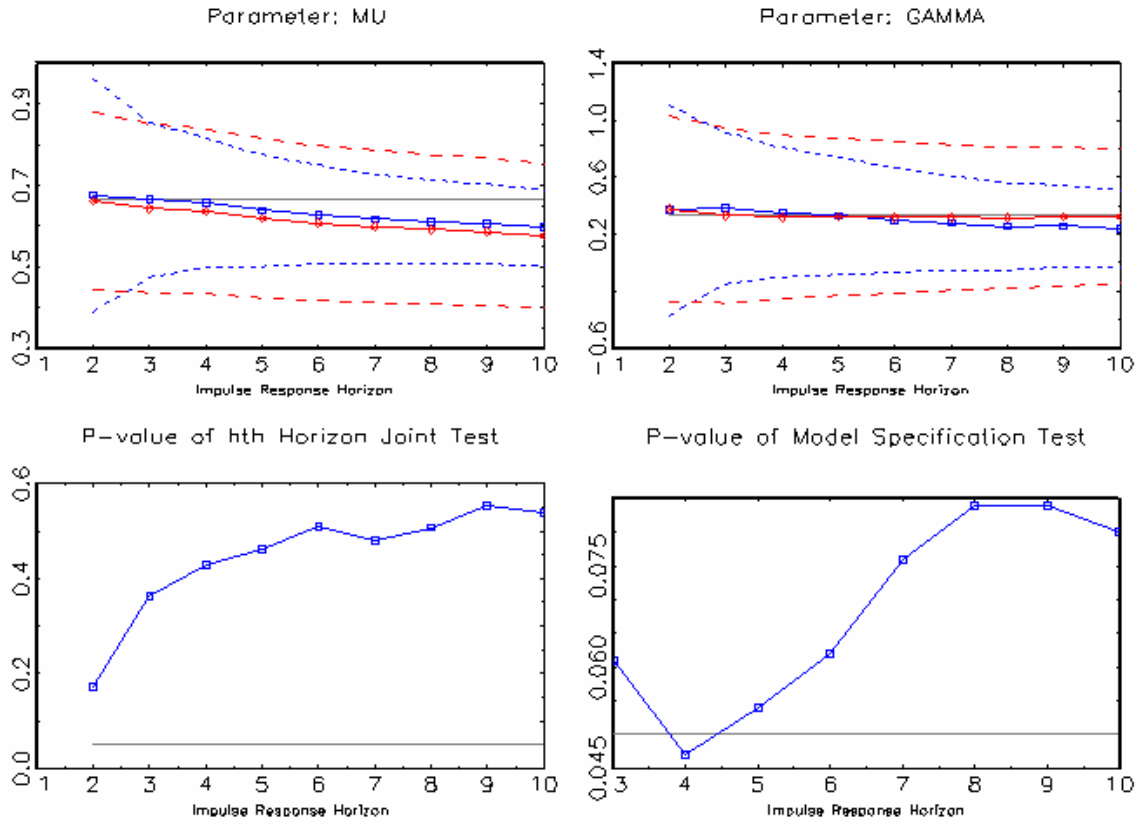 Parameter: MU
0.9
0.7
0.5
0.3
1 2 3 4 5 6 7 8 9 10
Impulse Response Horizon
Parameter: GAMMA
1.4
1.0
0.6
0.2
-0.6
1 2 3 4 5 6 7 8 9 10
Impulse Response Horizon
P-value of hth Horizon Joint Test
0.6
0.4
0.2
0.0
1 2 3 4 5 6 7 8 9 10
Impulse Response Horizon
P-value of Model Specification Test
0.075
0.060
0.045
3 4 5 6 7 8 9 10
Impulse Response Horizon